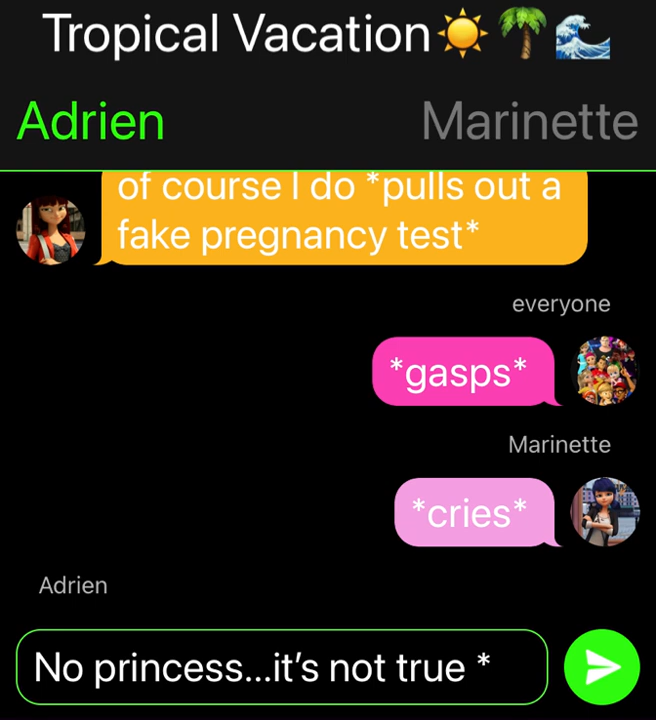 Tropical Vacation☀️🌴🌊
Adrien
Marinette
of course I do *pulls out a
fake pregnancy test*
everyone
*gasps*
Marinette
*cries*
Adrien
No princess...it's not true *